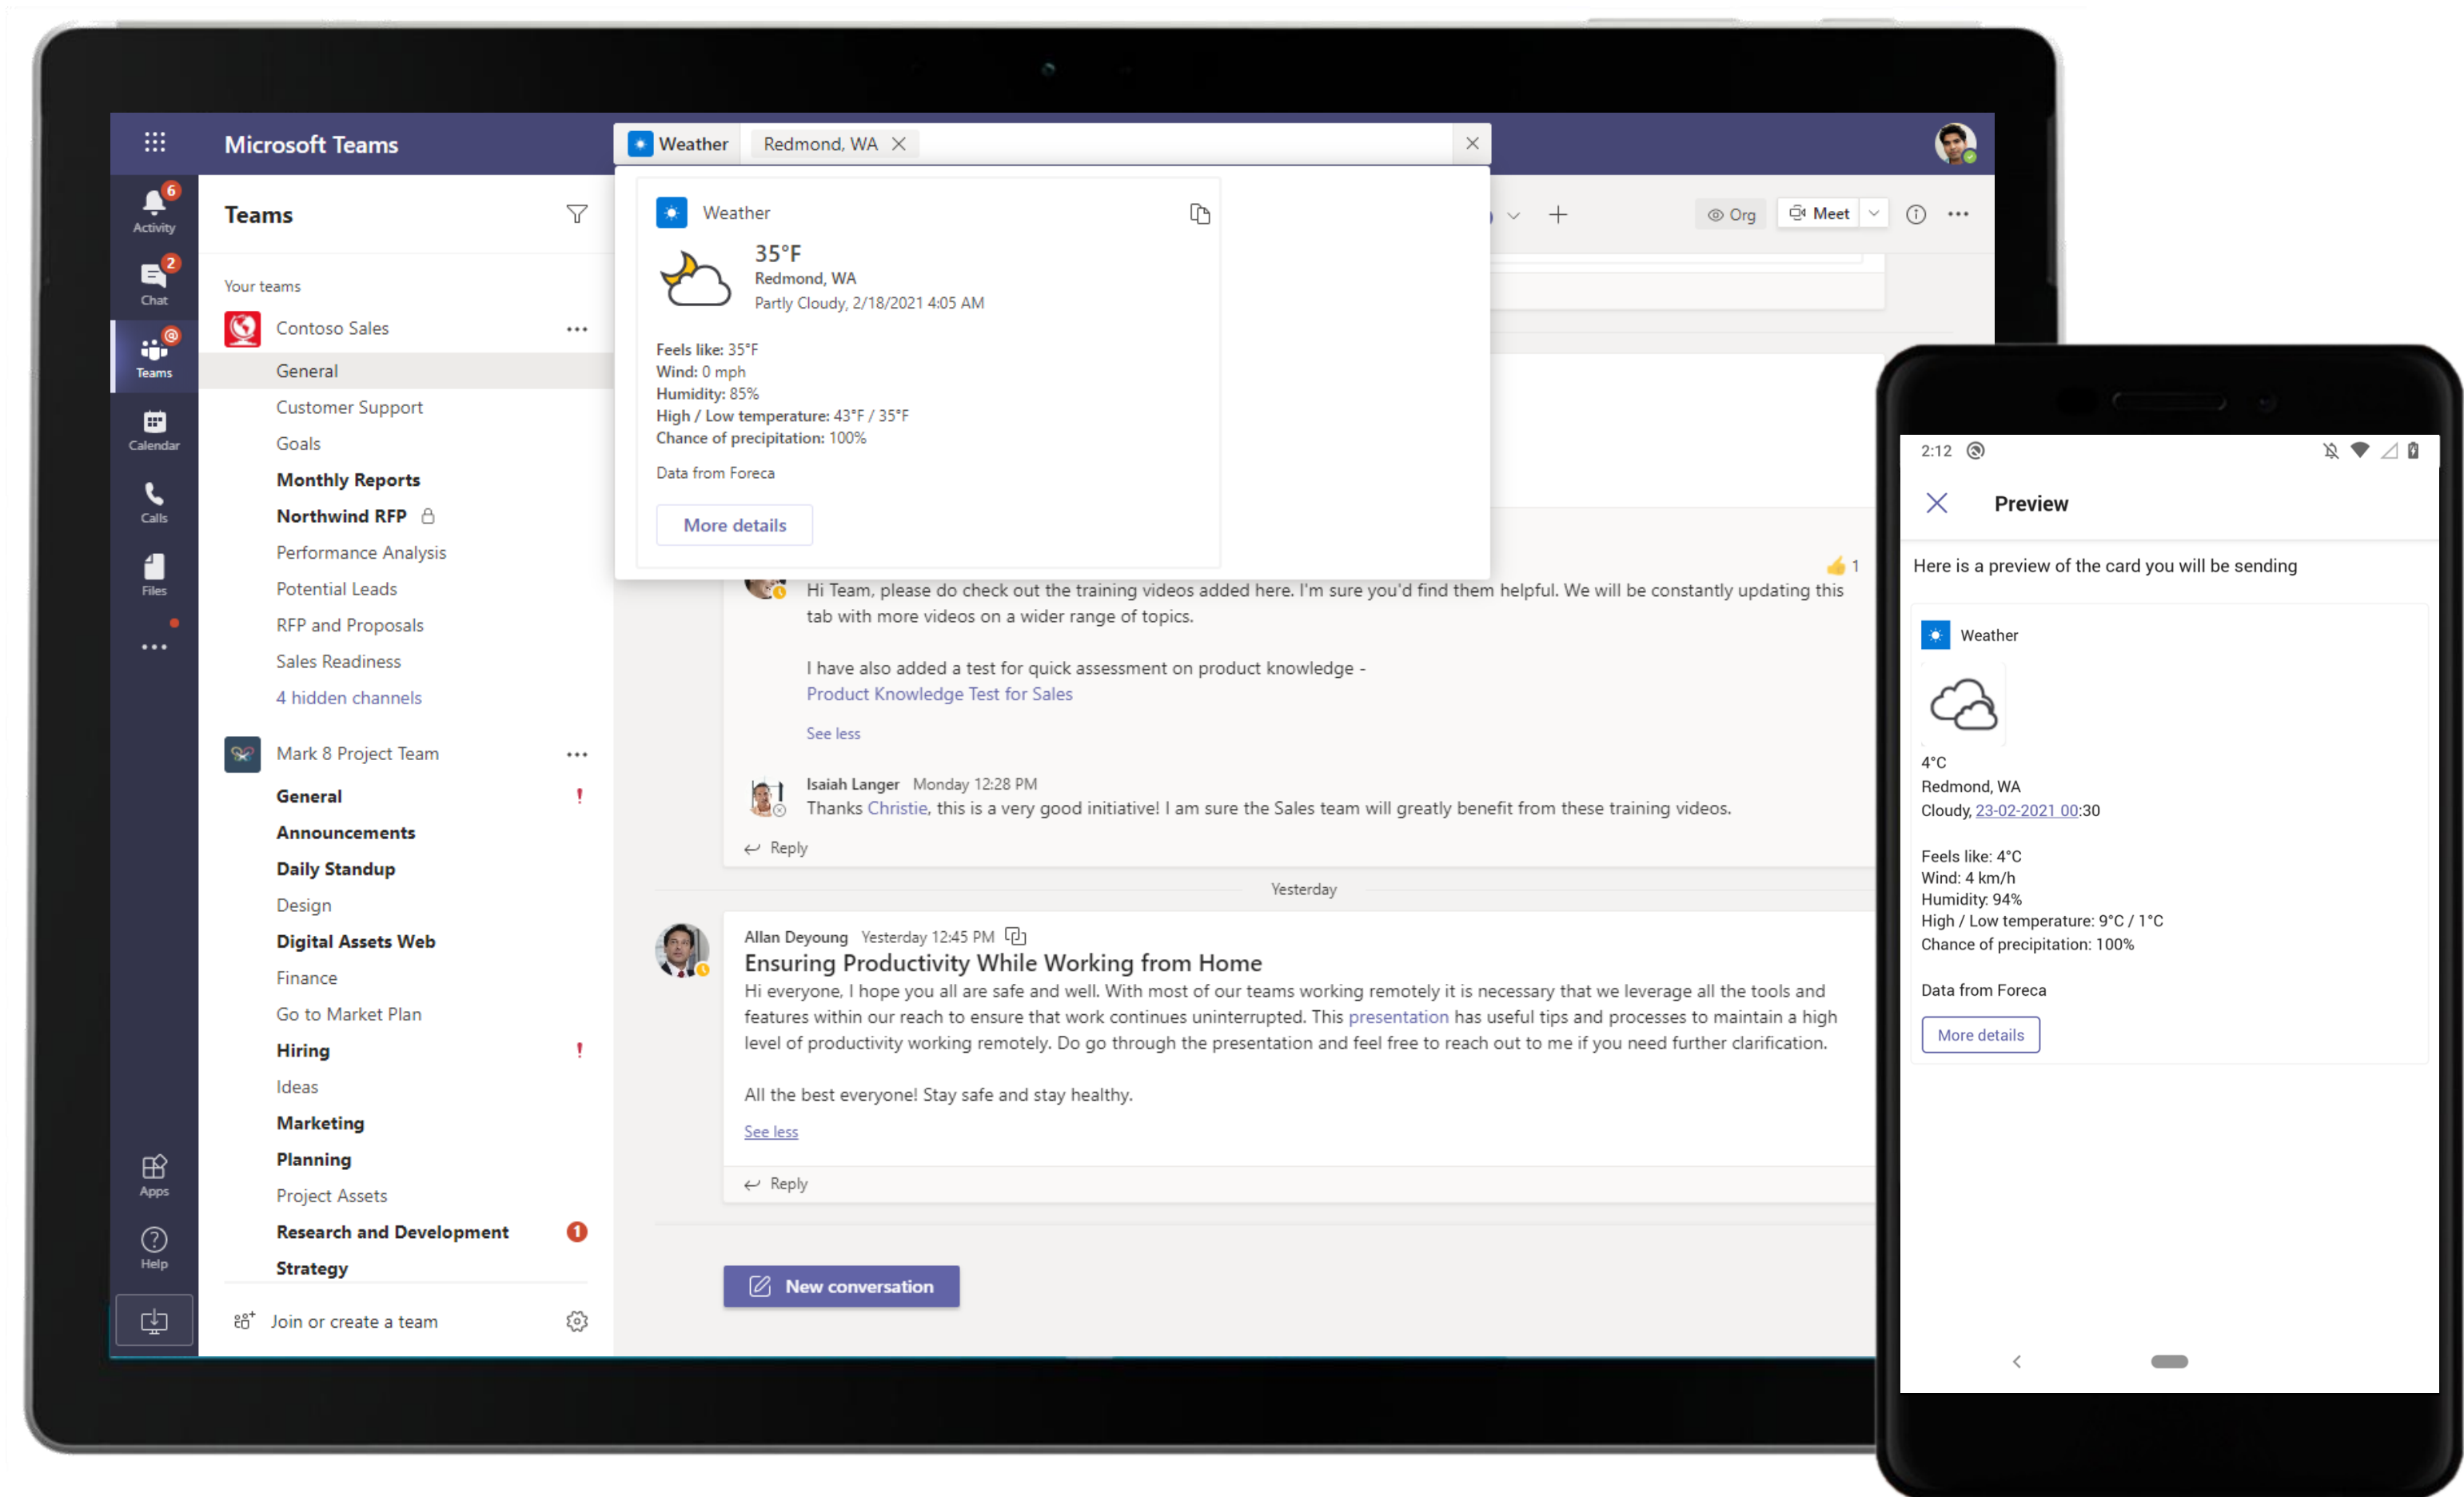 Microsoft Teams
Weather
Redmond, WA
6
Activity
2
Chat
@
Teams
Calendar
Calls
Files
Apps
Help
Teams
Your teams
Contoso Sales
General
Customer Support
Goals
Monthly Reports
Northwind RFP
Performance Analysis
Potential Leads
RFP and Proposals
Sales Readiness
4 hidden channels
Mark 8 Project Team
General !
Announcements
Daily Standup
Design
Digital Assets Web
Finance
Go to Market Plan
Hiring !
Ideas
Marketing
Planning
Project Assets
Research and Development 1
Strategy
Join or create a team
Weather
35°F
Redmond, WA
Partly Cloudy, 2/18/2021 4:05 AM
Feels like: 35°F
Wind: 0 mph
Humidity: 85%
High / Low temperature: 43°F / 35°F
Chance of precipitation: 100%
Data from Foreca
More details
Org
Meet
1
Hi Team, please do check out the training videos added here. I'm sure you'd find them helpful. We will be constantly updating this
tab with more videos on a wider range of topics.
I have also added a test for quick assessment on product knowledge -
Product Knowledge Test for Sales
See less
Isaiah Langer Monday 12:28 PM
Thanks Christie, this is a very good initiative! I am sure the Sales team will greatly benefit from these training videos.
Reply
Yesterday
Allan Deyoung Yesterday 12:45 PM
Ensuring Productivity While Working from Home
Hi everyone, I hope you all are safe and well. With most of our teams working remotely it is necessary that we leverage all the tools and
features within our reach to ensure that work continues uninterrupted. This presentation has useful tips and processes to maintain a high
level of productivity working remotely. Do go through the presentation and feel free to reach out to me if you need further clarification.
All the best everyone! Stay safe and stay healthy.
See less
Reply
New conversation
2:12
Preview
Here is a preview of the card you will be sending
Weather
4°C
Redmond, WA
Cloudy, 23-02-2021 00:30
Feels like: 4°C
Wind: 4 km/h
Humidity: 94%
High / Low temperature: 9°C / 1°C
Chance of precipitation: 100%
Data from Foreca
More details